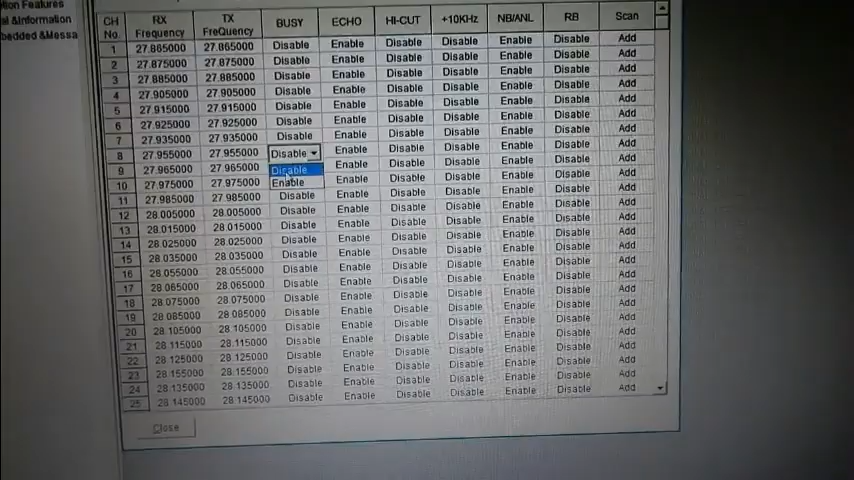 tion Features
al &Information
bedded &Messa
CH No. RX Frequency TX FreQuency BUSY ECHO HI-CUT +10KHz NB/ANL RB Scan
1 27.865000 27.865000 Disable Enable Disable Disable Enable Disable Add
2 27.875000 27.875000 Disable Enable Disable Disable Enable Disable Add
3 27.885000 27.885000 Disable Enable Disable Disable Enable Disable Add
4 27.905000 27.905000 Disable Enable Disable Disable Enable Disable Add
5 27.915000 27.915000 Disable Enable Disable Disable Enable Disable Add
6 27.925000 27.925000 Disable Enable Disable Disable Enable Disable Add
7 27.935000 27.935000 Disable Enable Disable Disable Enable Disable Add
8 27.955000 27.955000 Disable Enable Disable Disable Enable Disable Add
9 27.965000 27.965000 Disable Enable Disable Disable Enable Disable Add
10 27.975000 27.975000 Enable Enable Disable Disable Enable Disable Add
11 27.985000 27.985000 Disable Enable Disable Disable Enable Disable Add
12 28.005000 28.005000 Disable Enable Disable Disable Enable Disable Add
13 28.015000 28.015000 Disable Enable Disable Disable Enable Disable Add
14 28.025000 28.025000 Disable Enable Disable Disable Enable Disable Add
15 28.035000 28.035000 Disable Enable Disable Disable Enable Disable Add
16 28.055000 28.055000 Disable Enable Disable Disable Enable Disable Add
17 28.065000 28.065000 Disable Enable Disable Disable Enable Disable Add
18 28.075000 28.075000 Disable Enable Disable Disable Enable Disable Add
19 28.085000 28.085000 Disable Enable Disable Disable Enable Disable Add
20 28.105000 28.105000 Disable Enable Disable Disable Enable Disable Add
21 28.115000 28.115000 Disable Enable Disable Disable Enable Disable Add
22 28.125000 28.125000 Disable Enable Disable Disable Enable Disable Add
23 28.155000 28.155000 Disable Enable Disable Disable Enable Disable Add
24 28.135000 28.135000 Disable Enable Disable Disable Enable Disable Add
25 28.145000 28.145000 Disable Enable Disable Disable Enable Disable Add
Close